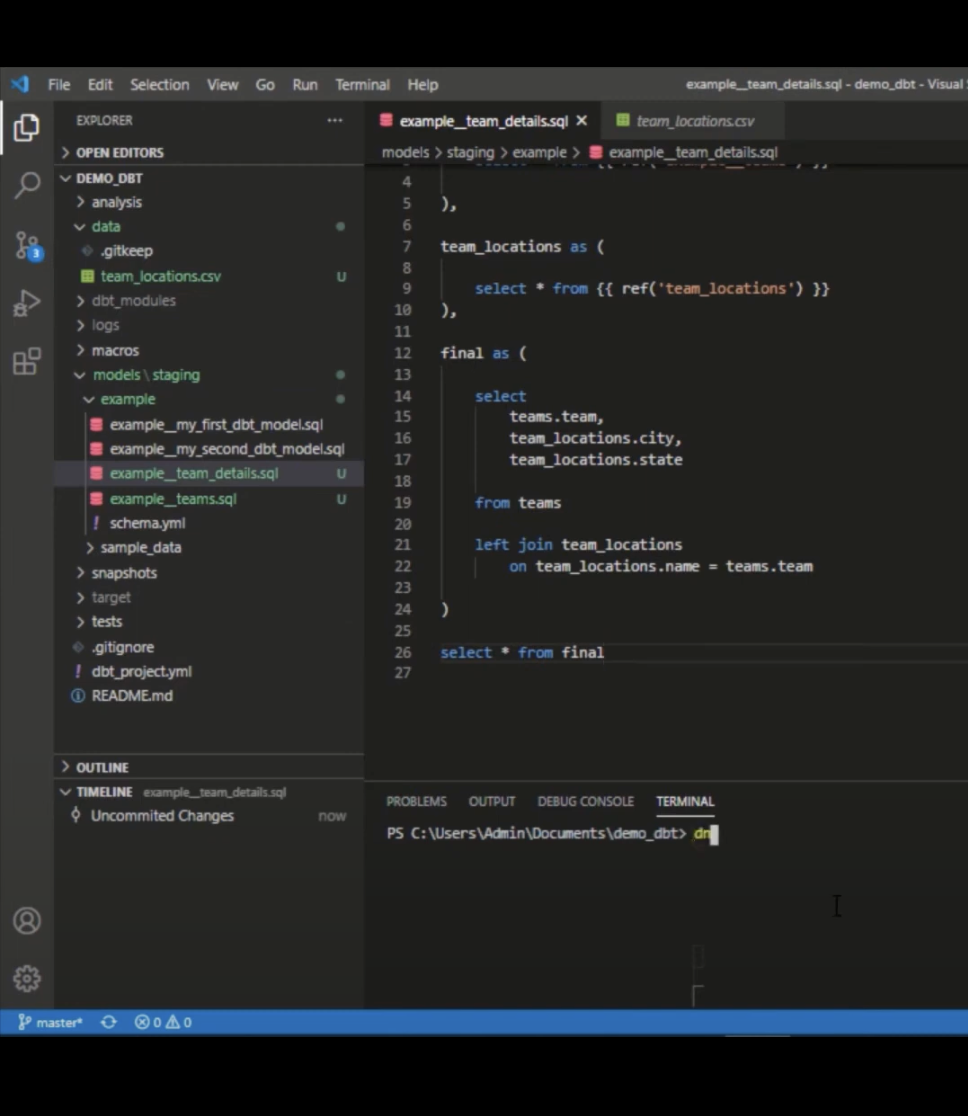 File Edit Selection View Go Run Terminal Help example__team_details.sql - demo_dbt - Visual
EXPLORER ...
OPEN EDITORS
DEMO_DBT
analysis
data
.gitkeep
team_locations.csv U
dbt_modules
logs
macros
models \ staging
example
example__my_first_dbt_model.sql
example__my_second_dbt_model.sql
example__team_details.sql U
example__teams.sql U
schema.yml
sample_data
snapshots
target
tests
.gitignore
dbt_project.yml
README.md
OUTLINE
TIMELINE example__team_details.sql
Uncommited Changes now
3
example__team_details.sql × team_locations.csv
models > staging > example > example__team_details.sql
4
5 ),
6
7 team_locations as (
8
9 select * from {{ ref('team_locations') }}
10 ),
11
12 final as (
13
14 select
15 teams.team,
16 team_locations.city,
17 team_locations.state
18
19 from teams
20
21 left join team_locations
22 on team_locations.name = teams.team
23
24 )
25
26 select * from final
27
PROBLEMS OUTPUT DEBUG CONSOLE TERMINAL
PS C:\Users\Admin\Documents\demo_dbt> dn
master* 0 0